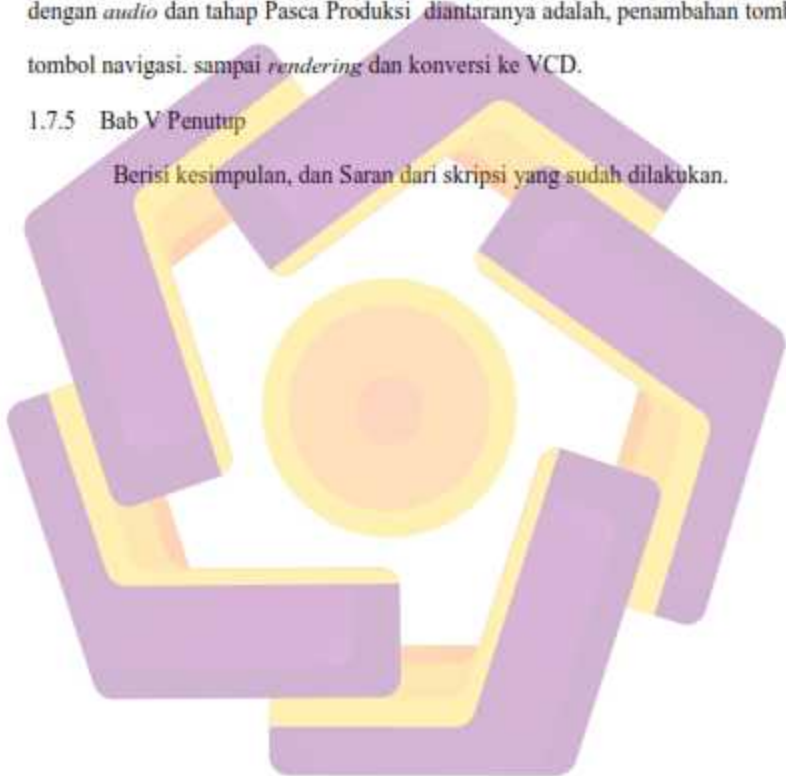 dengan audio dan tahap Pasca Produksi diantaranya adalah, penambahan tomb
tombol navigasi. sampai rendering dan konversi ke VCD.
1.7.5 Bab V Penutup
Berisi kesimpulan, dan Saran dari skripsi yang sudah dilakukan.